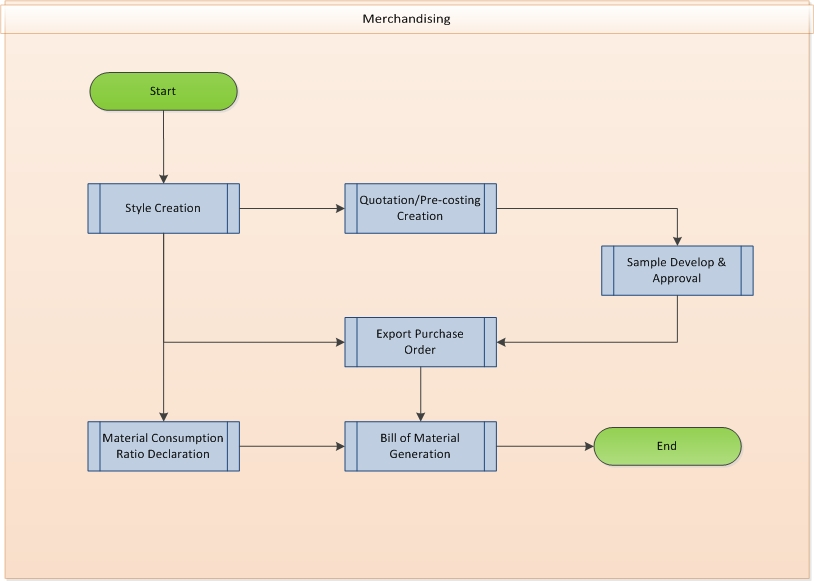 Merchandising
Start
Style Creation
Quotation/Pre-costing
Creation
Sample Develop &
Approval
Export Purchase
Order
Material Consumption
Ratio Declaration
Bill of Material
Generation
End